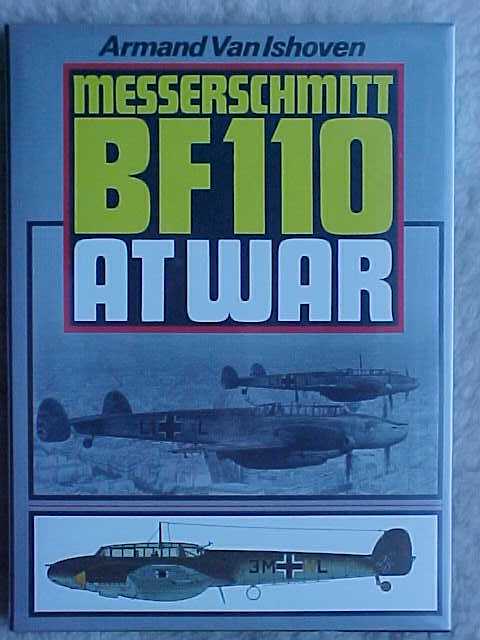 Armand Van Ishoven
MESSERSCHMITT
BF110
AT WAR
G L
3M L